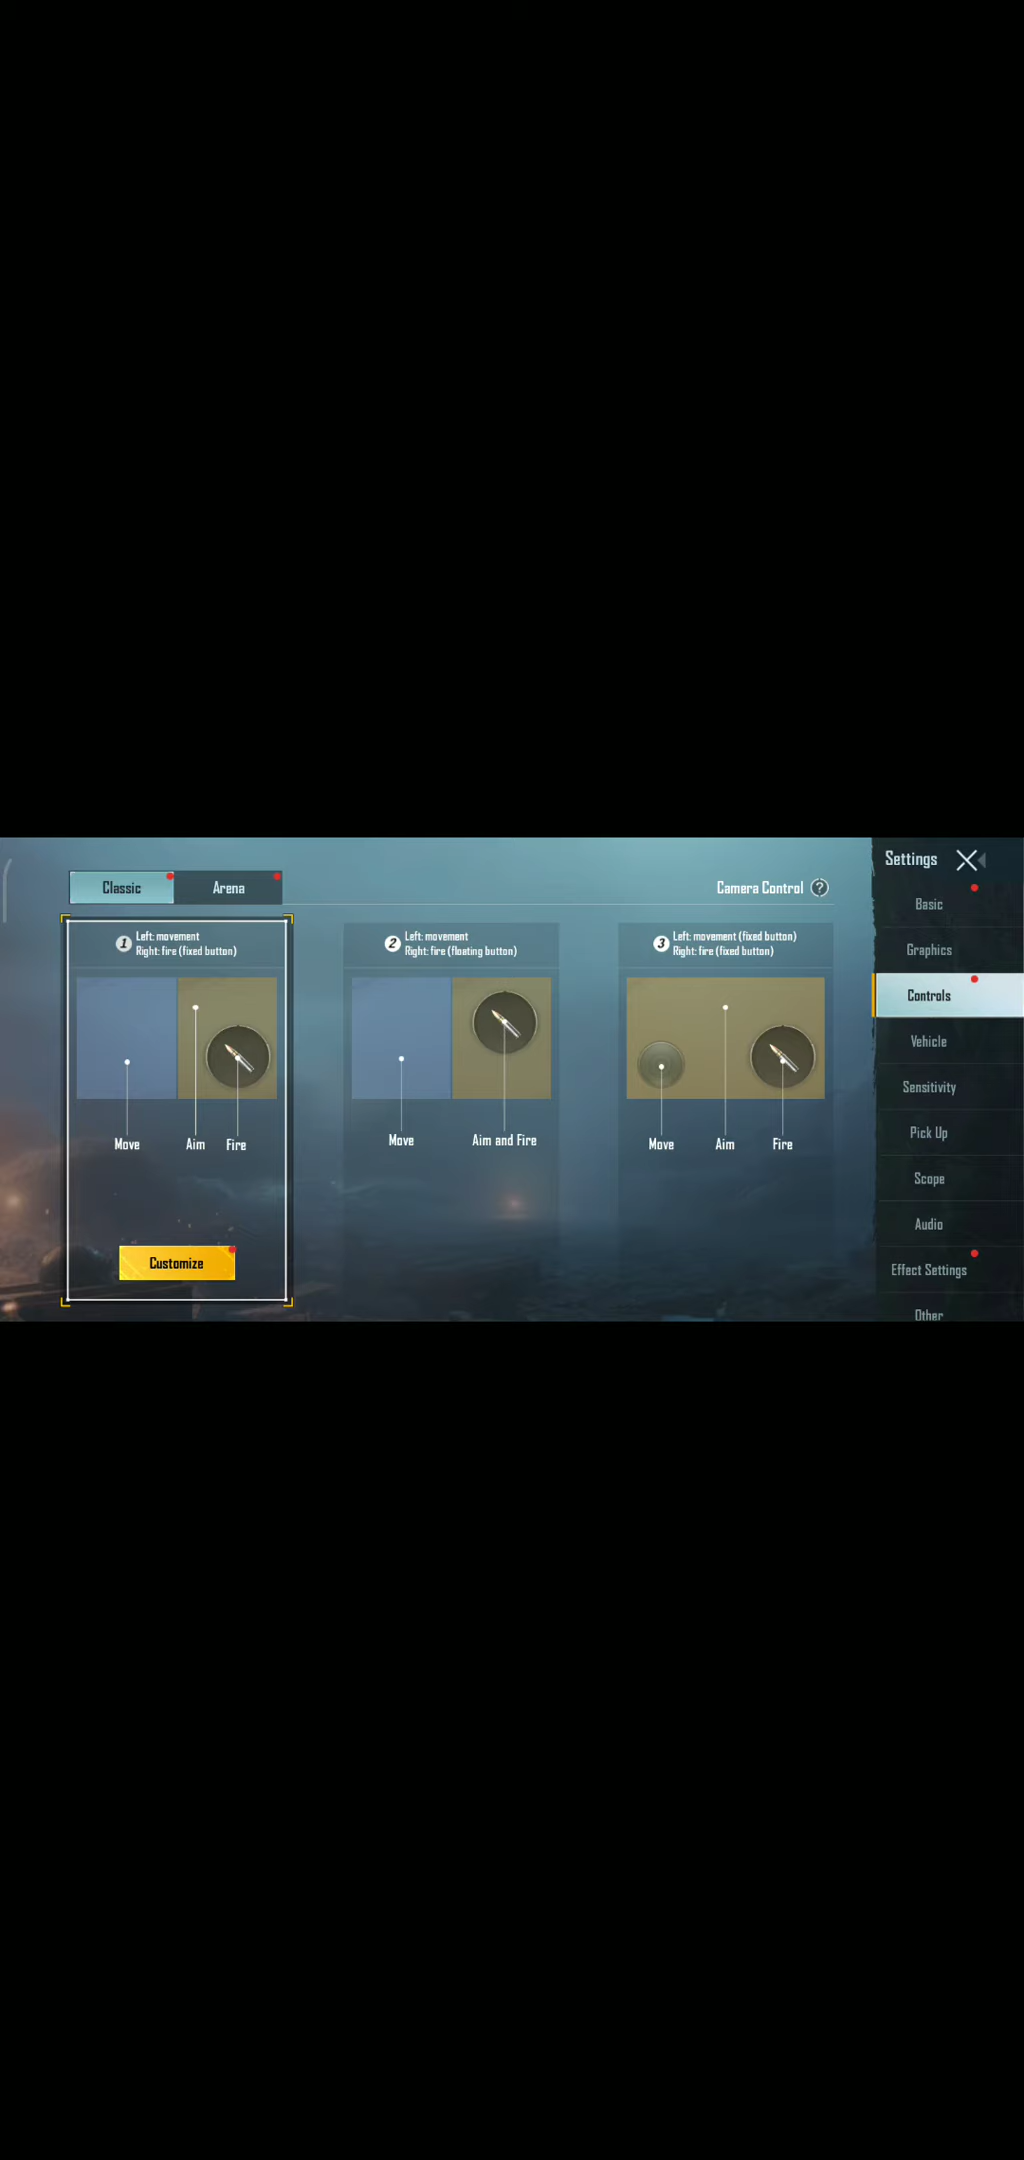 Settings
Classic
Arena
Camera Control ?
1 Left: movement
Right: fire (fixed button)
Move
Aim
Fire
Customize
2 Left: movement
Right: fire (floating button)
Move
Aim and Fire
3 Left: movement (fixed button)
Right: fire (fixed button)
Move
Aim
Fire
Basic
Graphics
Controls
Vehicle
Sensitivity
Pick Up
Scope
Audio
Effect Settings
Other